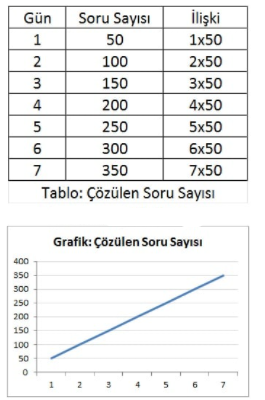 Gün Soru Sayısı İlişki
1 50 1x50
2 100 2x50
3 150 3x50
4 200 4x50
5 250 5x50
6 300 6x50
7 350 7x50
Tablo: Çözülen Soru Sayısı
Grafik: Çözülen Soru Sayısı
400
350
300
250
200
150
100
50
0
1 2 3 4 5 6 7